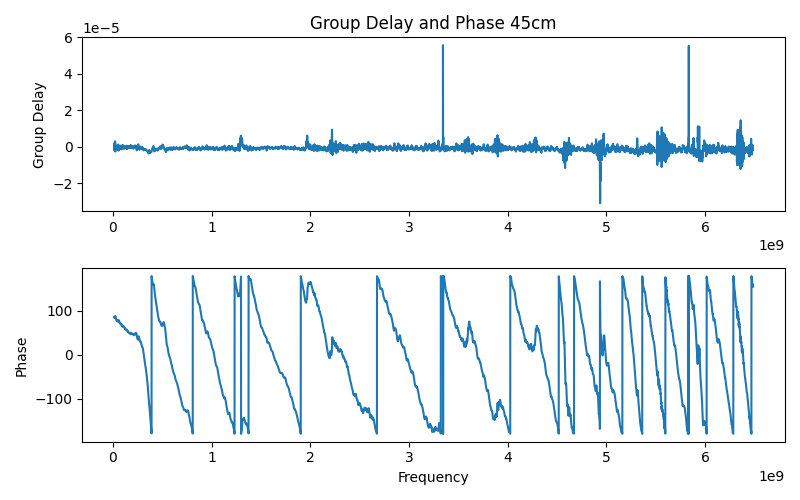 Group Delay and Phase 45cm
1e−5
Group Delay
6
4
2
0
−2
0 1 2 3 4 5 6
1e9
Phase
100
0
−100
0 1 2 3 4 5 6
Frequency
1e9